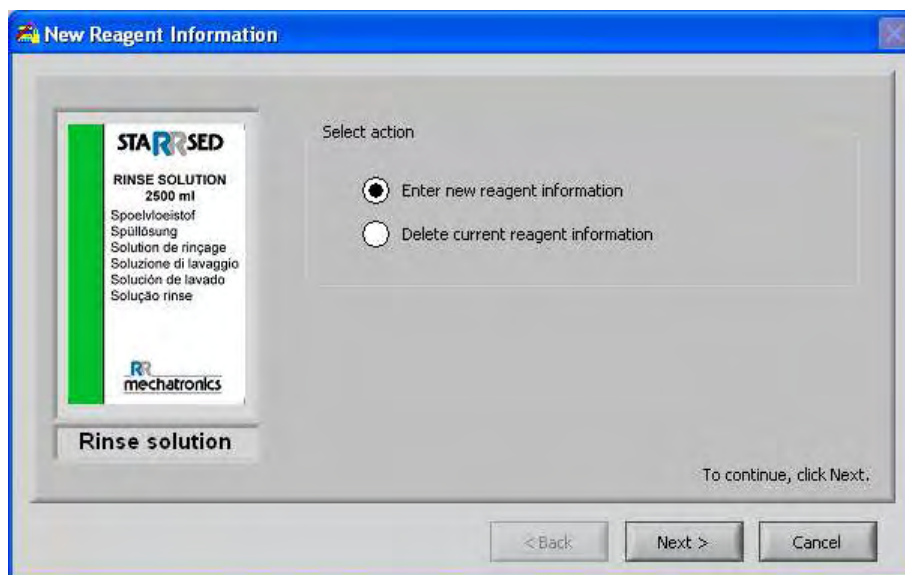 New Reagent Information
STARRSED
RINSE SOLUTION
2500 ml
Spoelvloeistof
Spüllösung
Solution de rinçage
Soluzione di lavaggio
Solución de lavado
Solução rinse
RR
mechatronics
Rinse solution
Select action
Enter new reagent information
Delete current reagent information
To continue, click Next.
< Back
Next >
Cancel